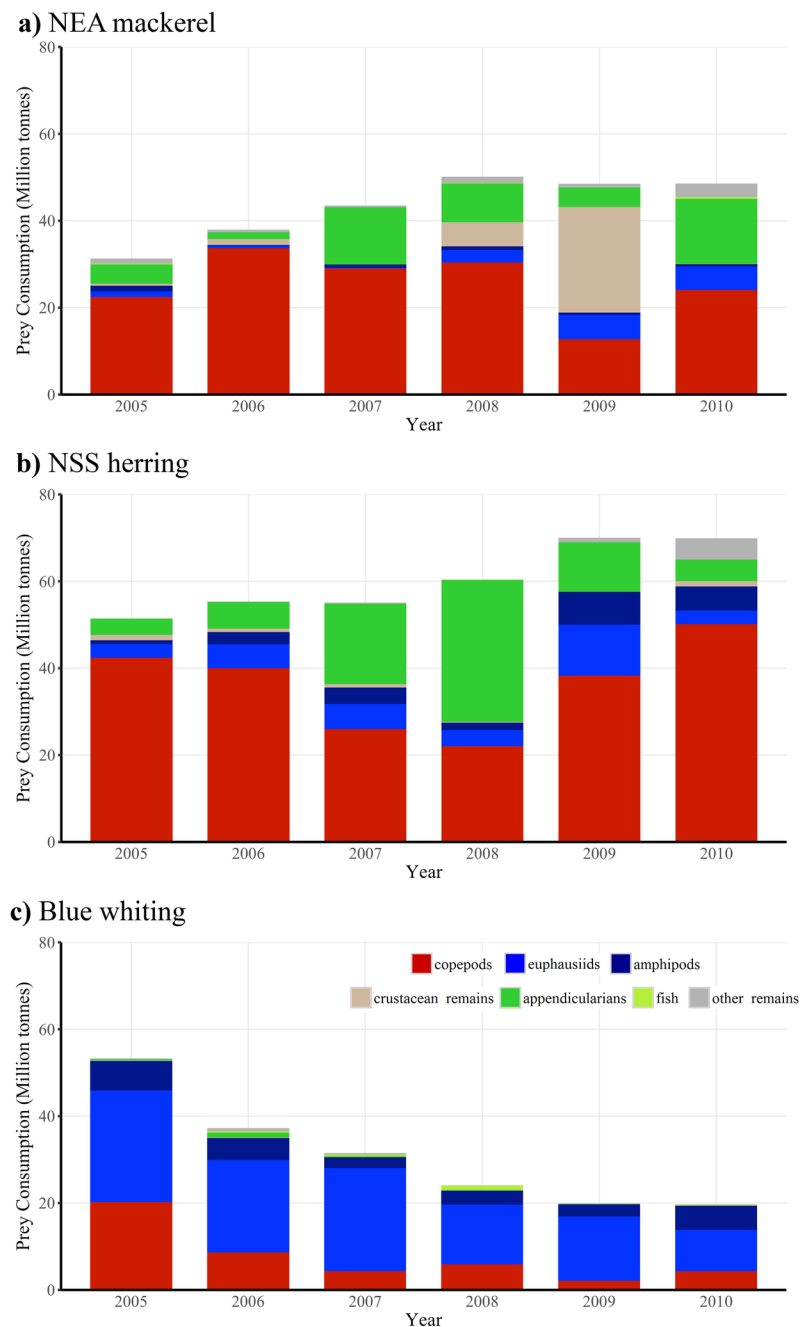 a) NEA mackerel
80
60
40
20
0
Prey Consumption (Million tonnes)
2005 2006 2007 2008 2009 2010
Year
b) NSS herring
80
60
40
20
0
Prey Consumption (Million tonnes)
2005 2006 2007 2008 2009 2010
Year
c) Blue whiting
80
60
40
20
0
Prey Consumption (Million tonnes)
copepods euphausiids amphipods
crustacean remains appendicularians fish other remains
2005 2006 2007 2008 2009 2010
Year